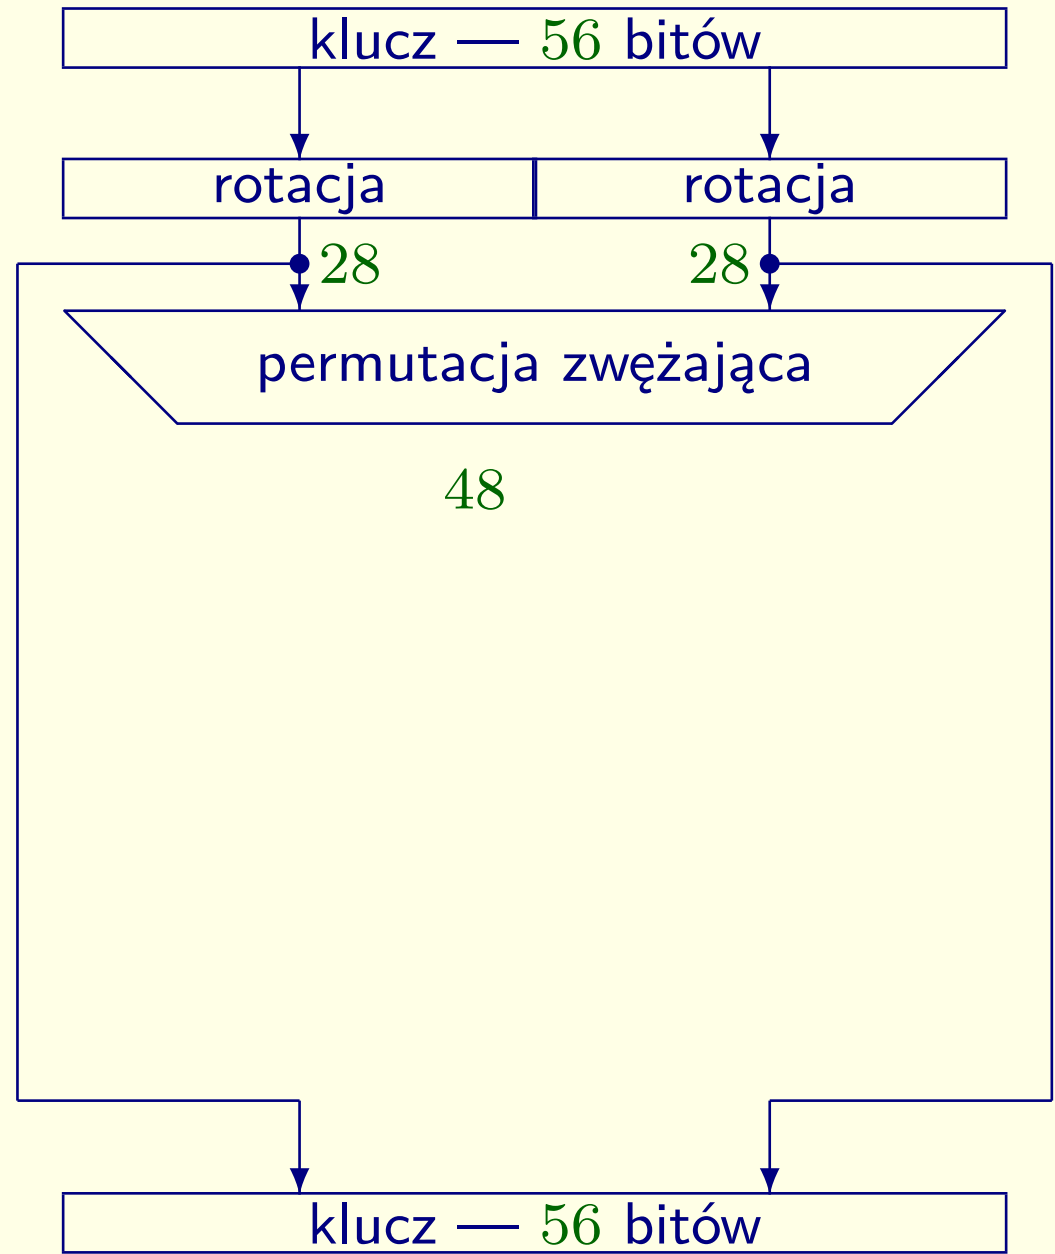 klucz — 56 bitów
rotacja rotacja
28 28
permutacja zwężająca
48
klucz — 56 bitów